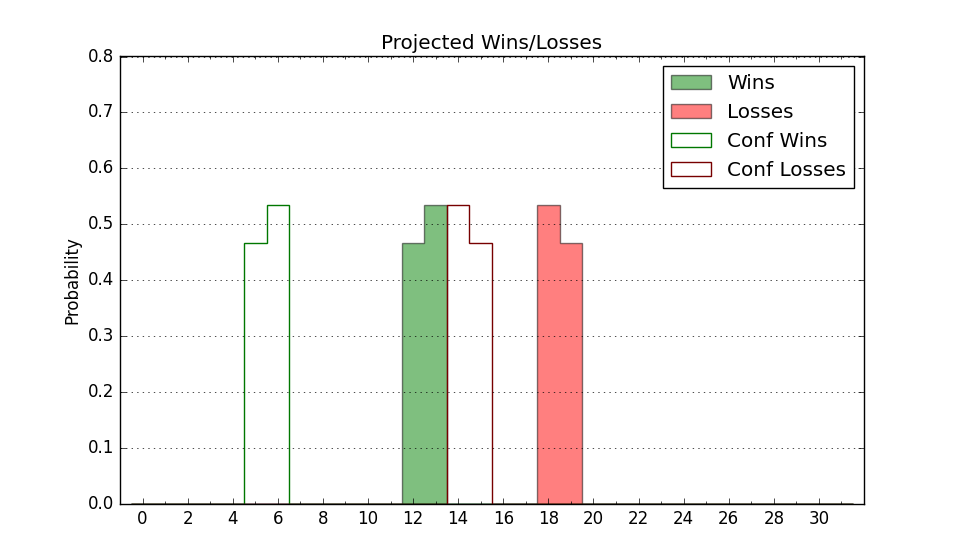 Projected Wins/Losses
0.8
0.7
0.6
0.5
0.4
0.3
0.2
0.1
0.0
Probability
Wins
Losses
Conf Wins
Conf Losses
0 2 4 6 8 10 12 14 16 18 20 22 24 26 28 30